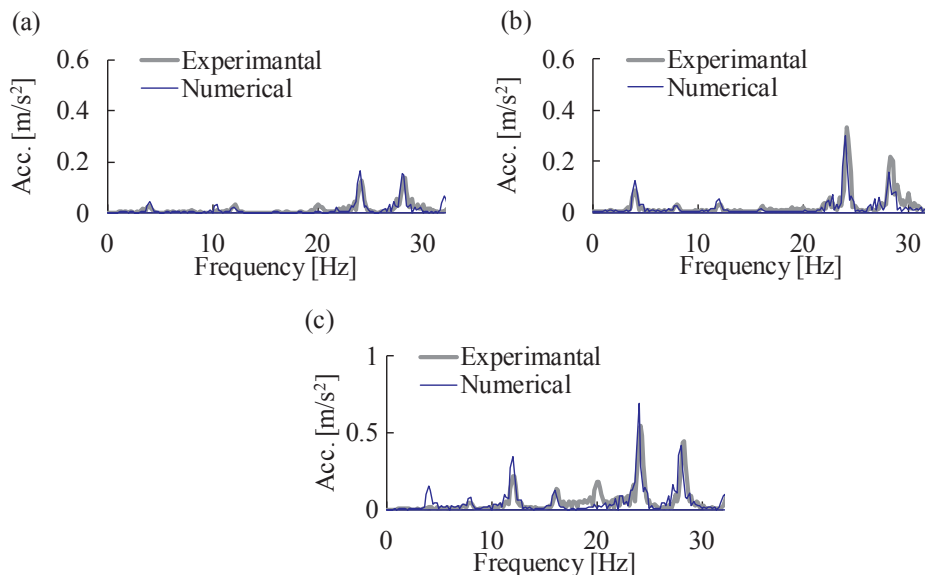 (a)
0.6
Experimantal
Numerical
0.4
0.2
0
Acc. [m/s²]
0 10 20 30
Frequency [Hz]
(b)
0.6
Experimantal
Numerical
0.4
0.2
0
Acc. [m/s²]
0 10 20 30
Frequency [Hz]
(c)
1
Experimantal
Numerical
0.5
0
Acc. [m/s²]
0 10 20 30
Frequency [Hz]